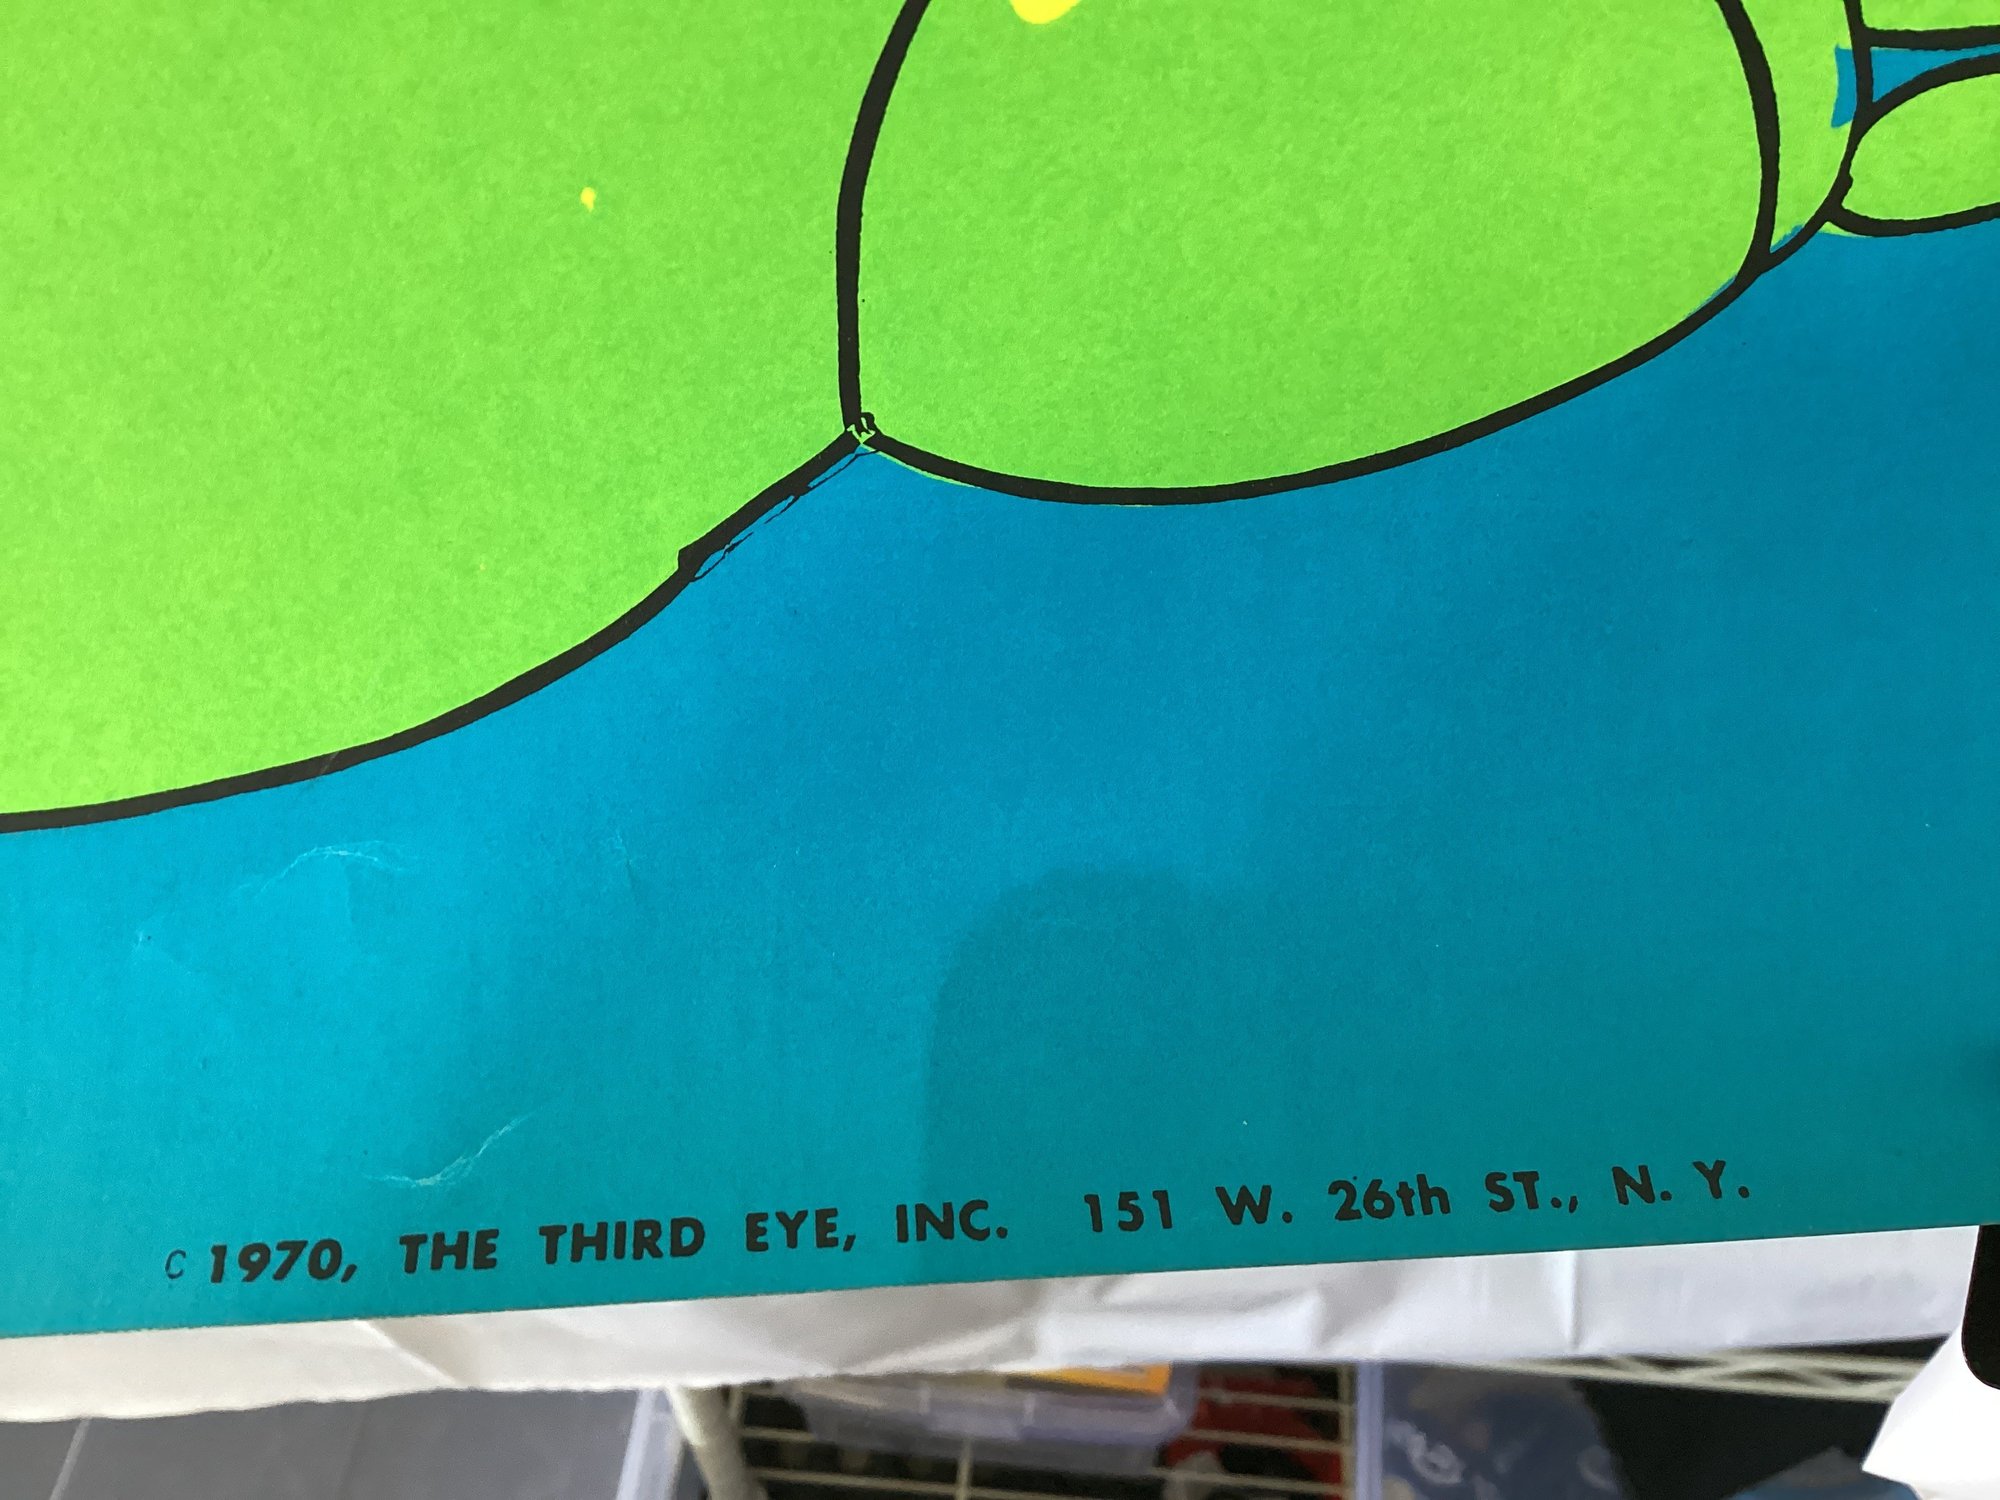 C 1970, THE THIRD EYE, INC. 151 W. 26th ST., N. Y.